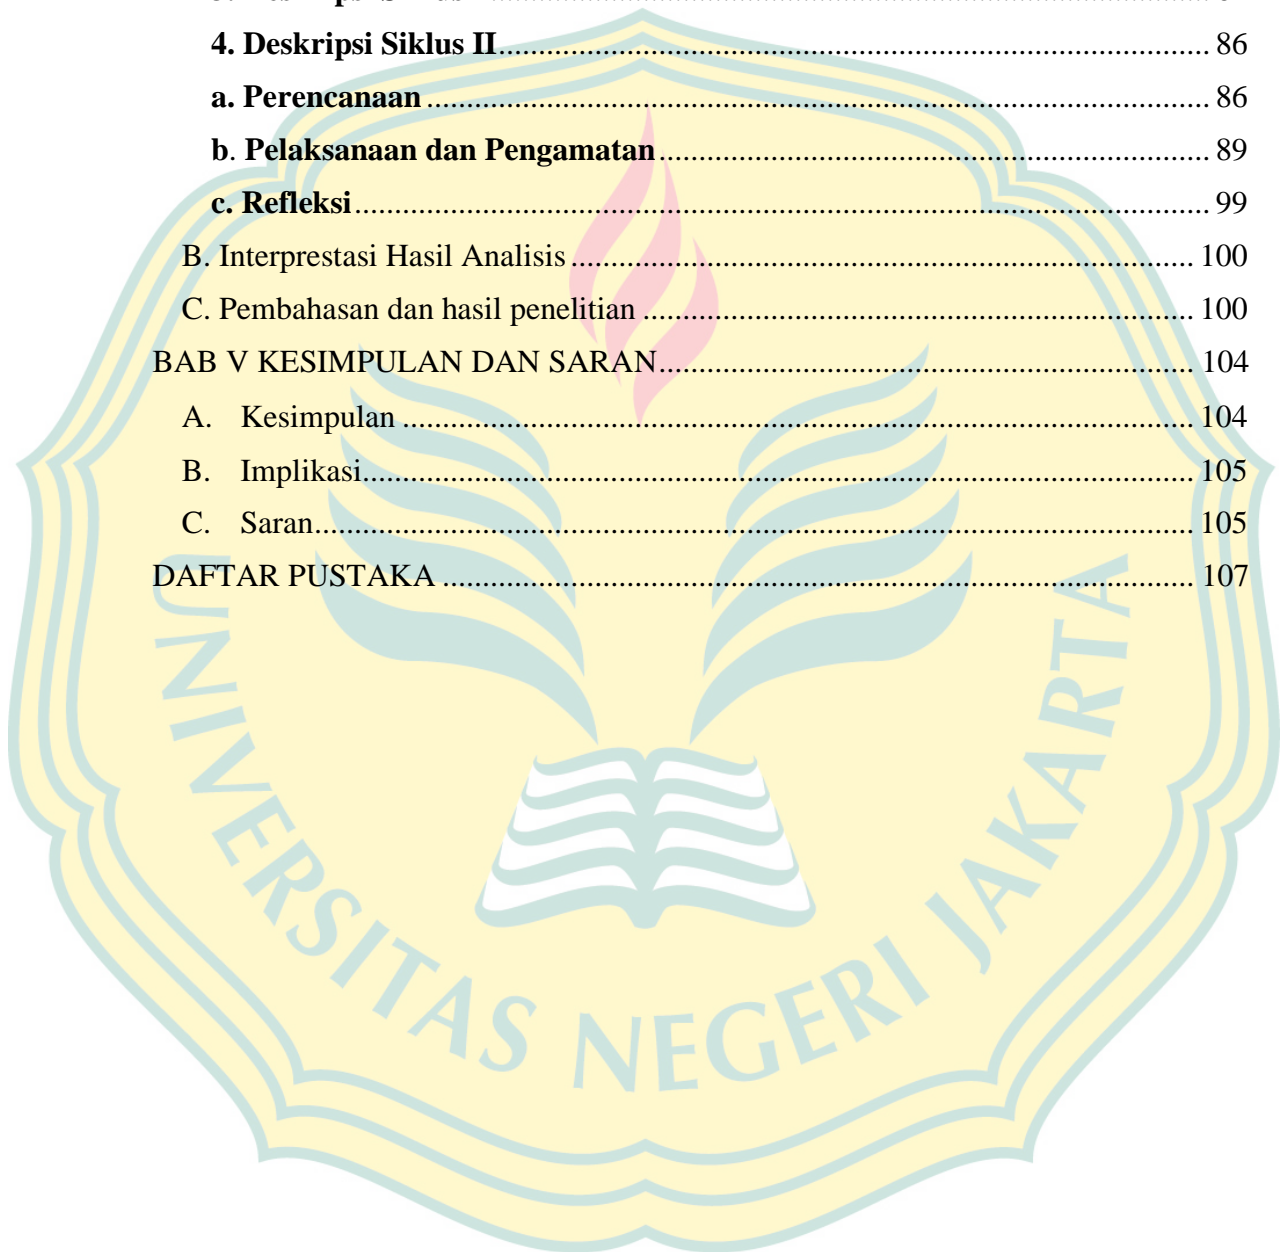 4. Deskripsi Siklus II........................................................................................... 86
a. Perencanaan................................................................................................... 86
b. Pelaksanaan dan Pengamatan...................................................................... 89
c. Refleksi............................................................................................................ 99
B. Interprestasi Hasil Analisis.............................................................................. 100
C. Pembahasan dan hasil penelitian..................................................................... 100
BAB V KESIMPULAN DAN SARAN.................................................................. 104
A. Kesimpulan.................................................................................................... 104
B. Implikasi......................................................................................................... 105
C. Saran............................................................................................................... 105
DAFTAR PUSTAKA............................................................................................ 107
UNIVERSITAS NEGERI JAKARTA